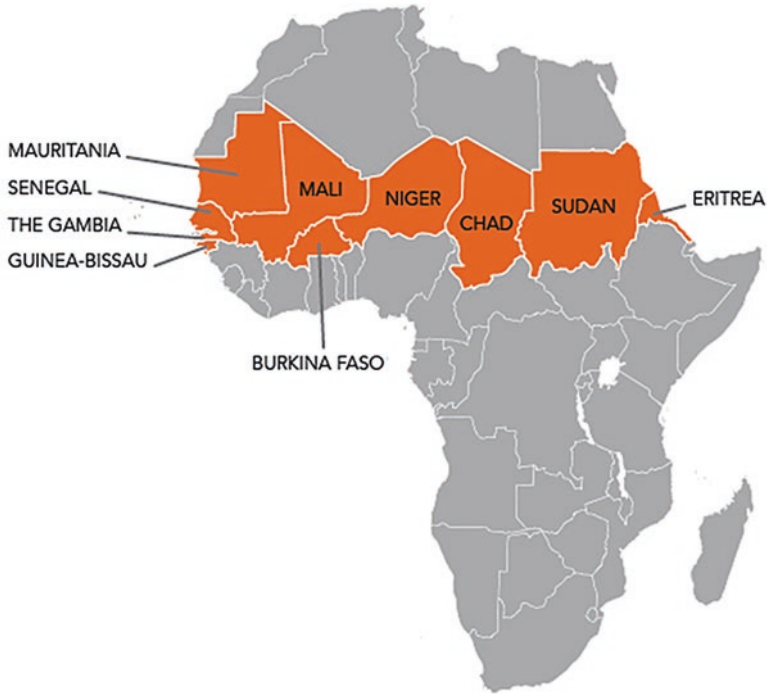 MAURITANIA
SENEGAL
THE GAMBIA
GUINEA-BISSAU
MALI
NIGER
CHAD
SUDAN
ERITREA
BURKINA FASO